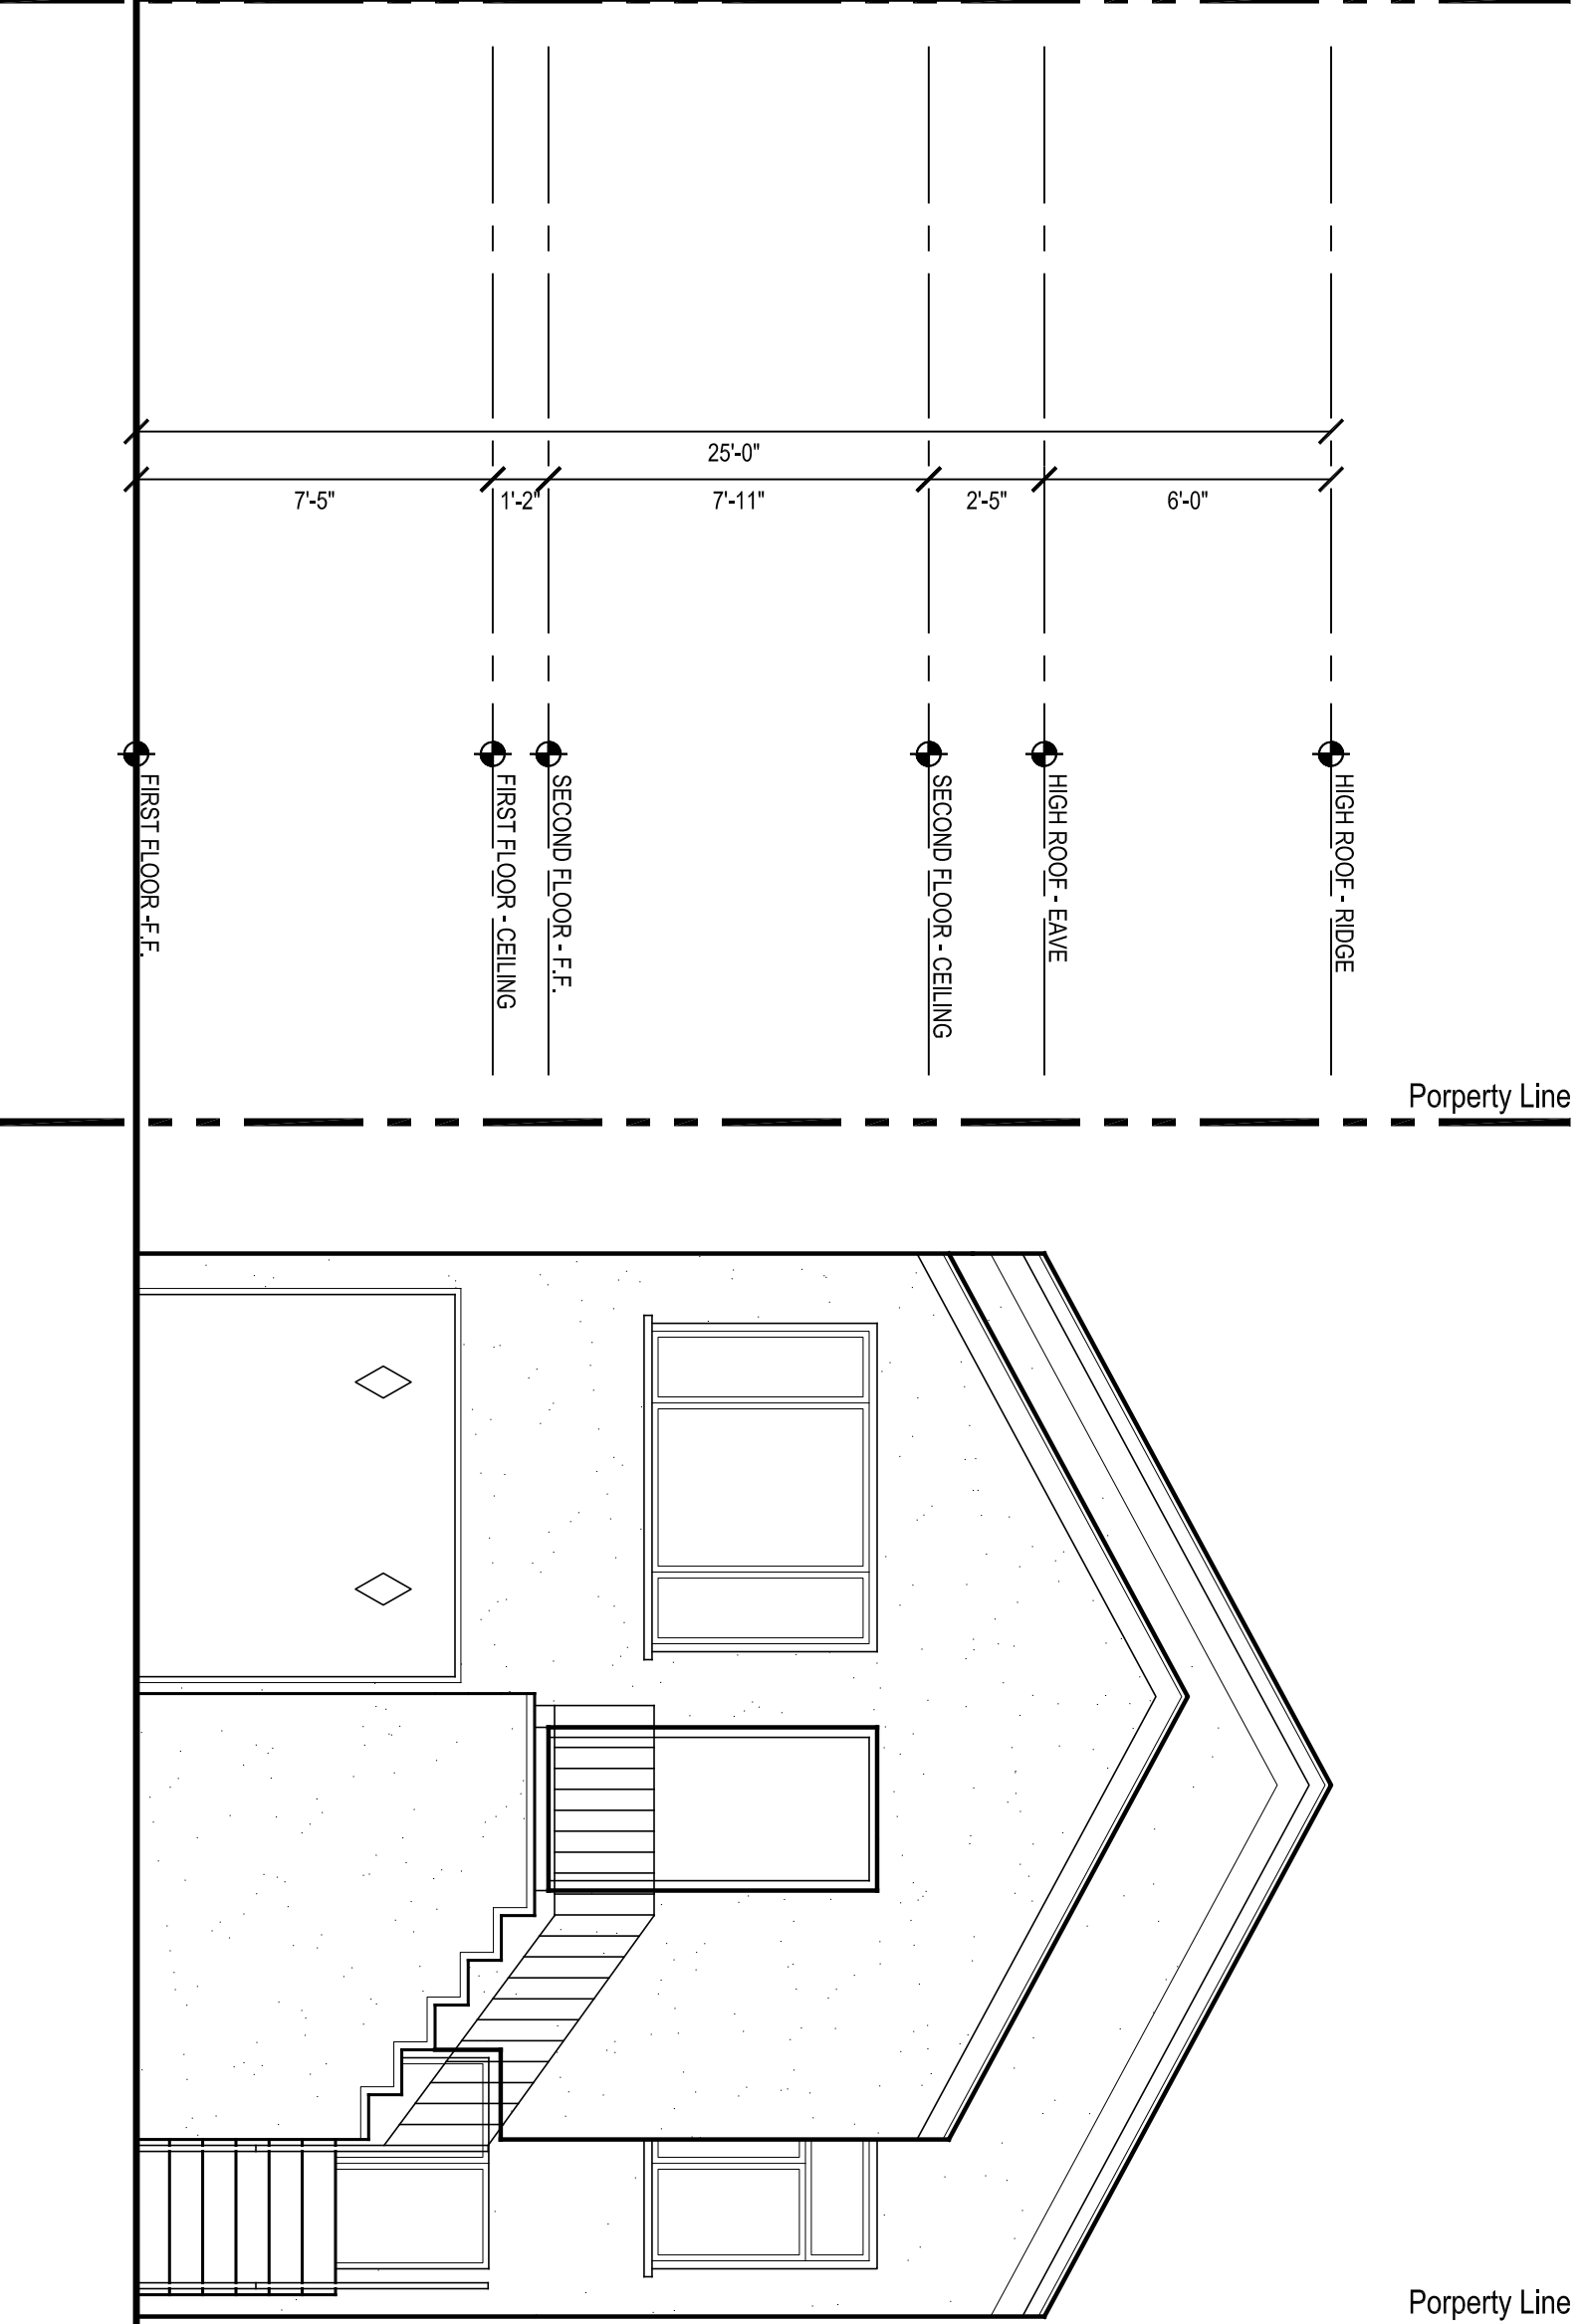 25'-0"
7'-5"
1'-2"
7'-11"
2'-5"
6'-0"
FIRST FLOOR -F.F.
FIRST FLOOR - CEILING
SECOND FLOOR - F.F.
SECOND FLOOR - CEILING
HIGH ROOF - EAVE
HIGH ROOF - RIDGE
Porperty Line
Porperty Line